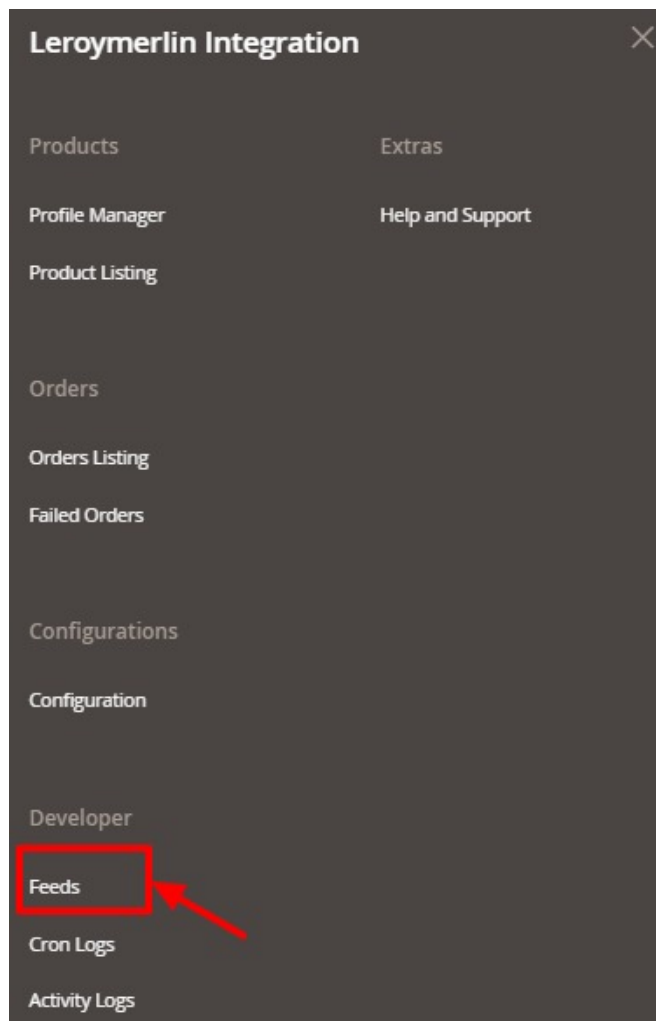 Leroymerlin Integration
Products
Profile Manager
Product Listing
Extras
Help and Support
Orders
Orders Listing
Failed Orders
Configurations
Configuration
Developer
Feeds
Cron Logs
Activity Logs